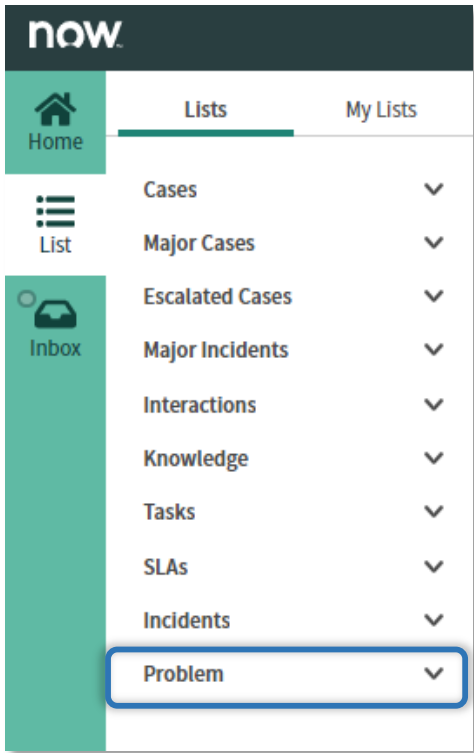 now.
Home
List
Inbox
Lists
My Lists
Cases
Major Cases
Escalated Cases
Major Incidents
Interactions
Knowledge
Tasks
SLAs
Incidents
Problem